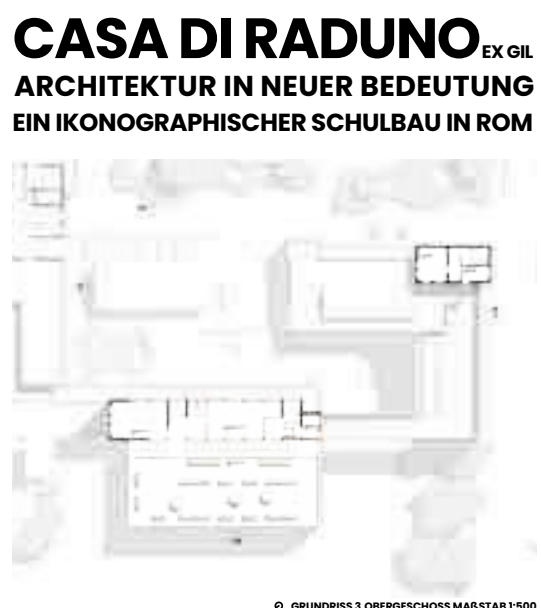 CASA DI RADUNO EX GIL
ARCHITEKTUR IN NEUER BEDEUTUNG
EIN IKONOGRAPHISCHER SCHULBAU IN ROM
GRUNDRISS 3.OBERGESCHOSS MAßSTAB 1:500